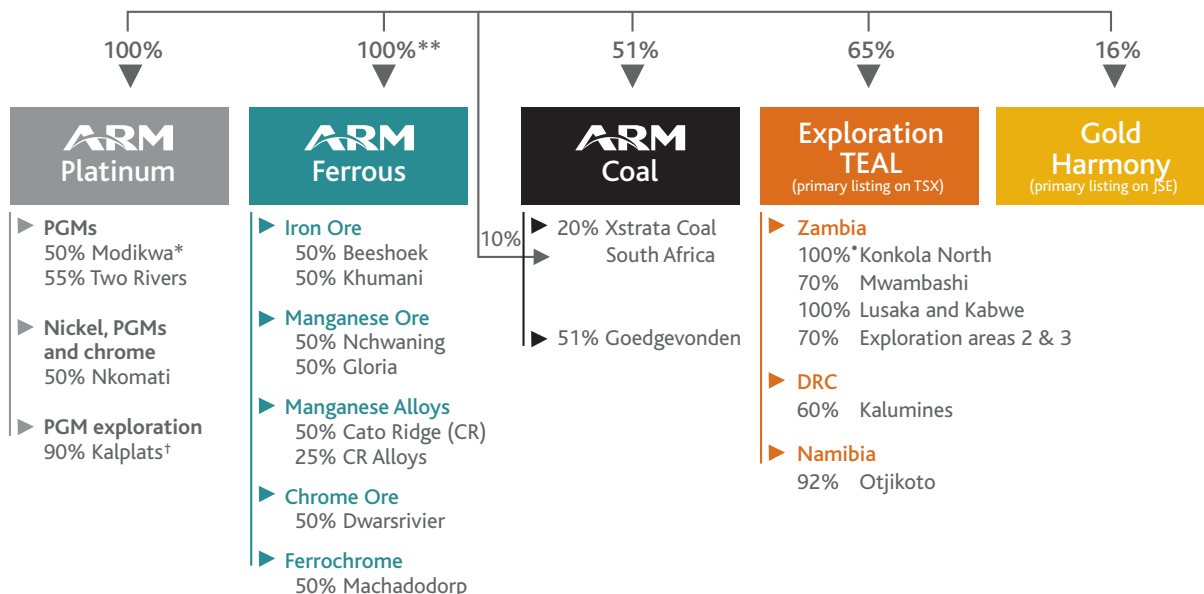 100%
100%**
51%
65%
16%
ARM
Platinum
PGMs
50% Modikwa*
55% Two Rivers
Nickel, PGMs
and chrome
50% Nkomati
PGM exploration
90% Kalplats†
ARM
Ferrous
Iron Ore
50% Beeshoek
50% Khumani
Manganese Ore
50% Nchwaning
50% Gloria
Manganese Alloys
50% Cato Ridge (CR)
25% CR Alloys
Chrome Ore
50% Dwarsrivier
Ferrochrome
50% Machadodorp
10%
ARM
Coal
20% Xstrata Coal
South Africa
51% Goedgevonden
Exploration
TEAL
(primary listing on TSX)
Zambia
100%• Konkola North
70% Mwambashi
100% Lusaka and Kabwe
70% Exploration areas 2 & 3
DRC
60% Kalumines
Namibia
92% Otjikoto
Gold
Harmony
(primary listing on JSE)